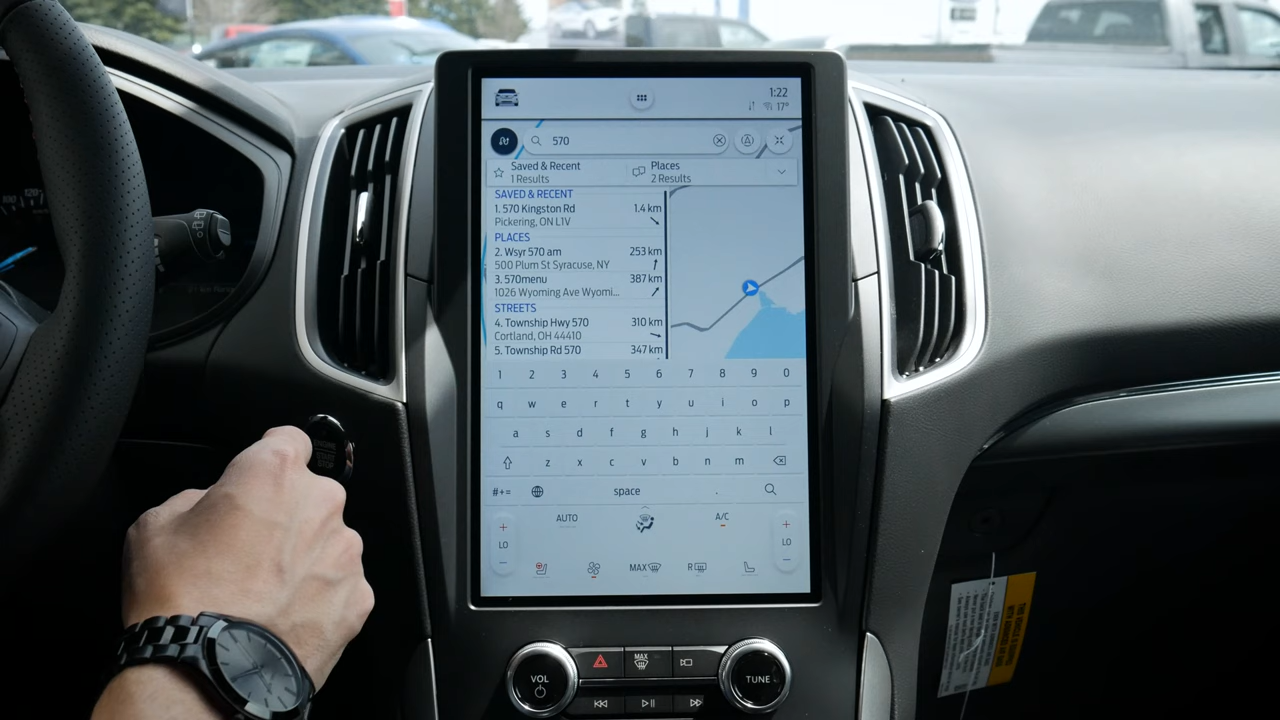 1:22
17°
570
Saved & Recent
1 Results
Places
2 Results
SAVED & RECENT
1. 570 Kingston Rd 1.4 km
Pickering, ON L1V
PLACES
2. Wsyr 570 am 253 km
500 Plum St Syracuse, NY
3. 570menu 387 km
1026 Wyoming Ave Wyomi...
STREETS
4. Township Hwy 570 310 km
Cortland, OH 44410
5. Township Rd 570 347 km
1 2 3 4 5 6 7 8 9 0
q w e r t y u i o p
a s d f g h j k l
z x c v b n m
#+= space .
AUTO A/C
LO LO
MAX R
ENGINE
START
STOP
VOL MAX TUNE